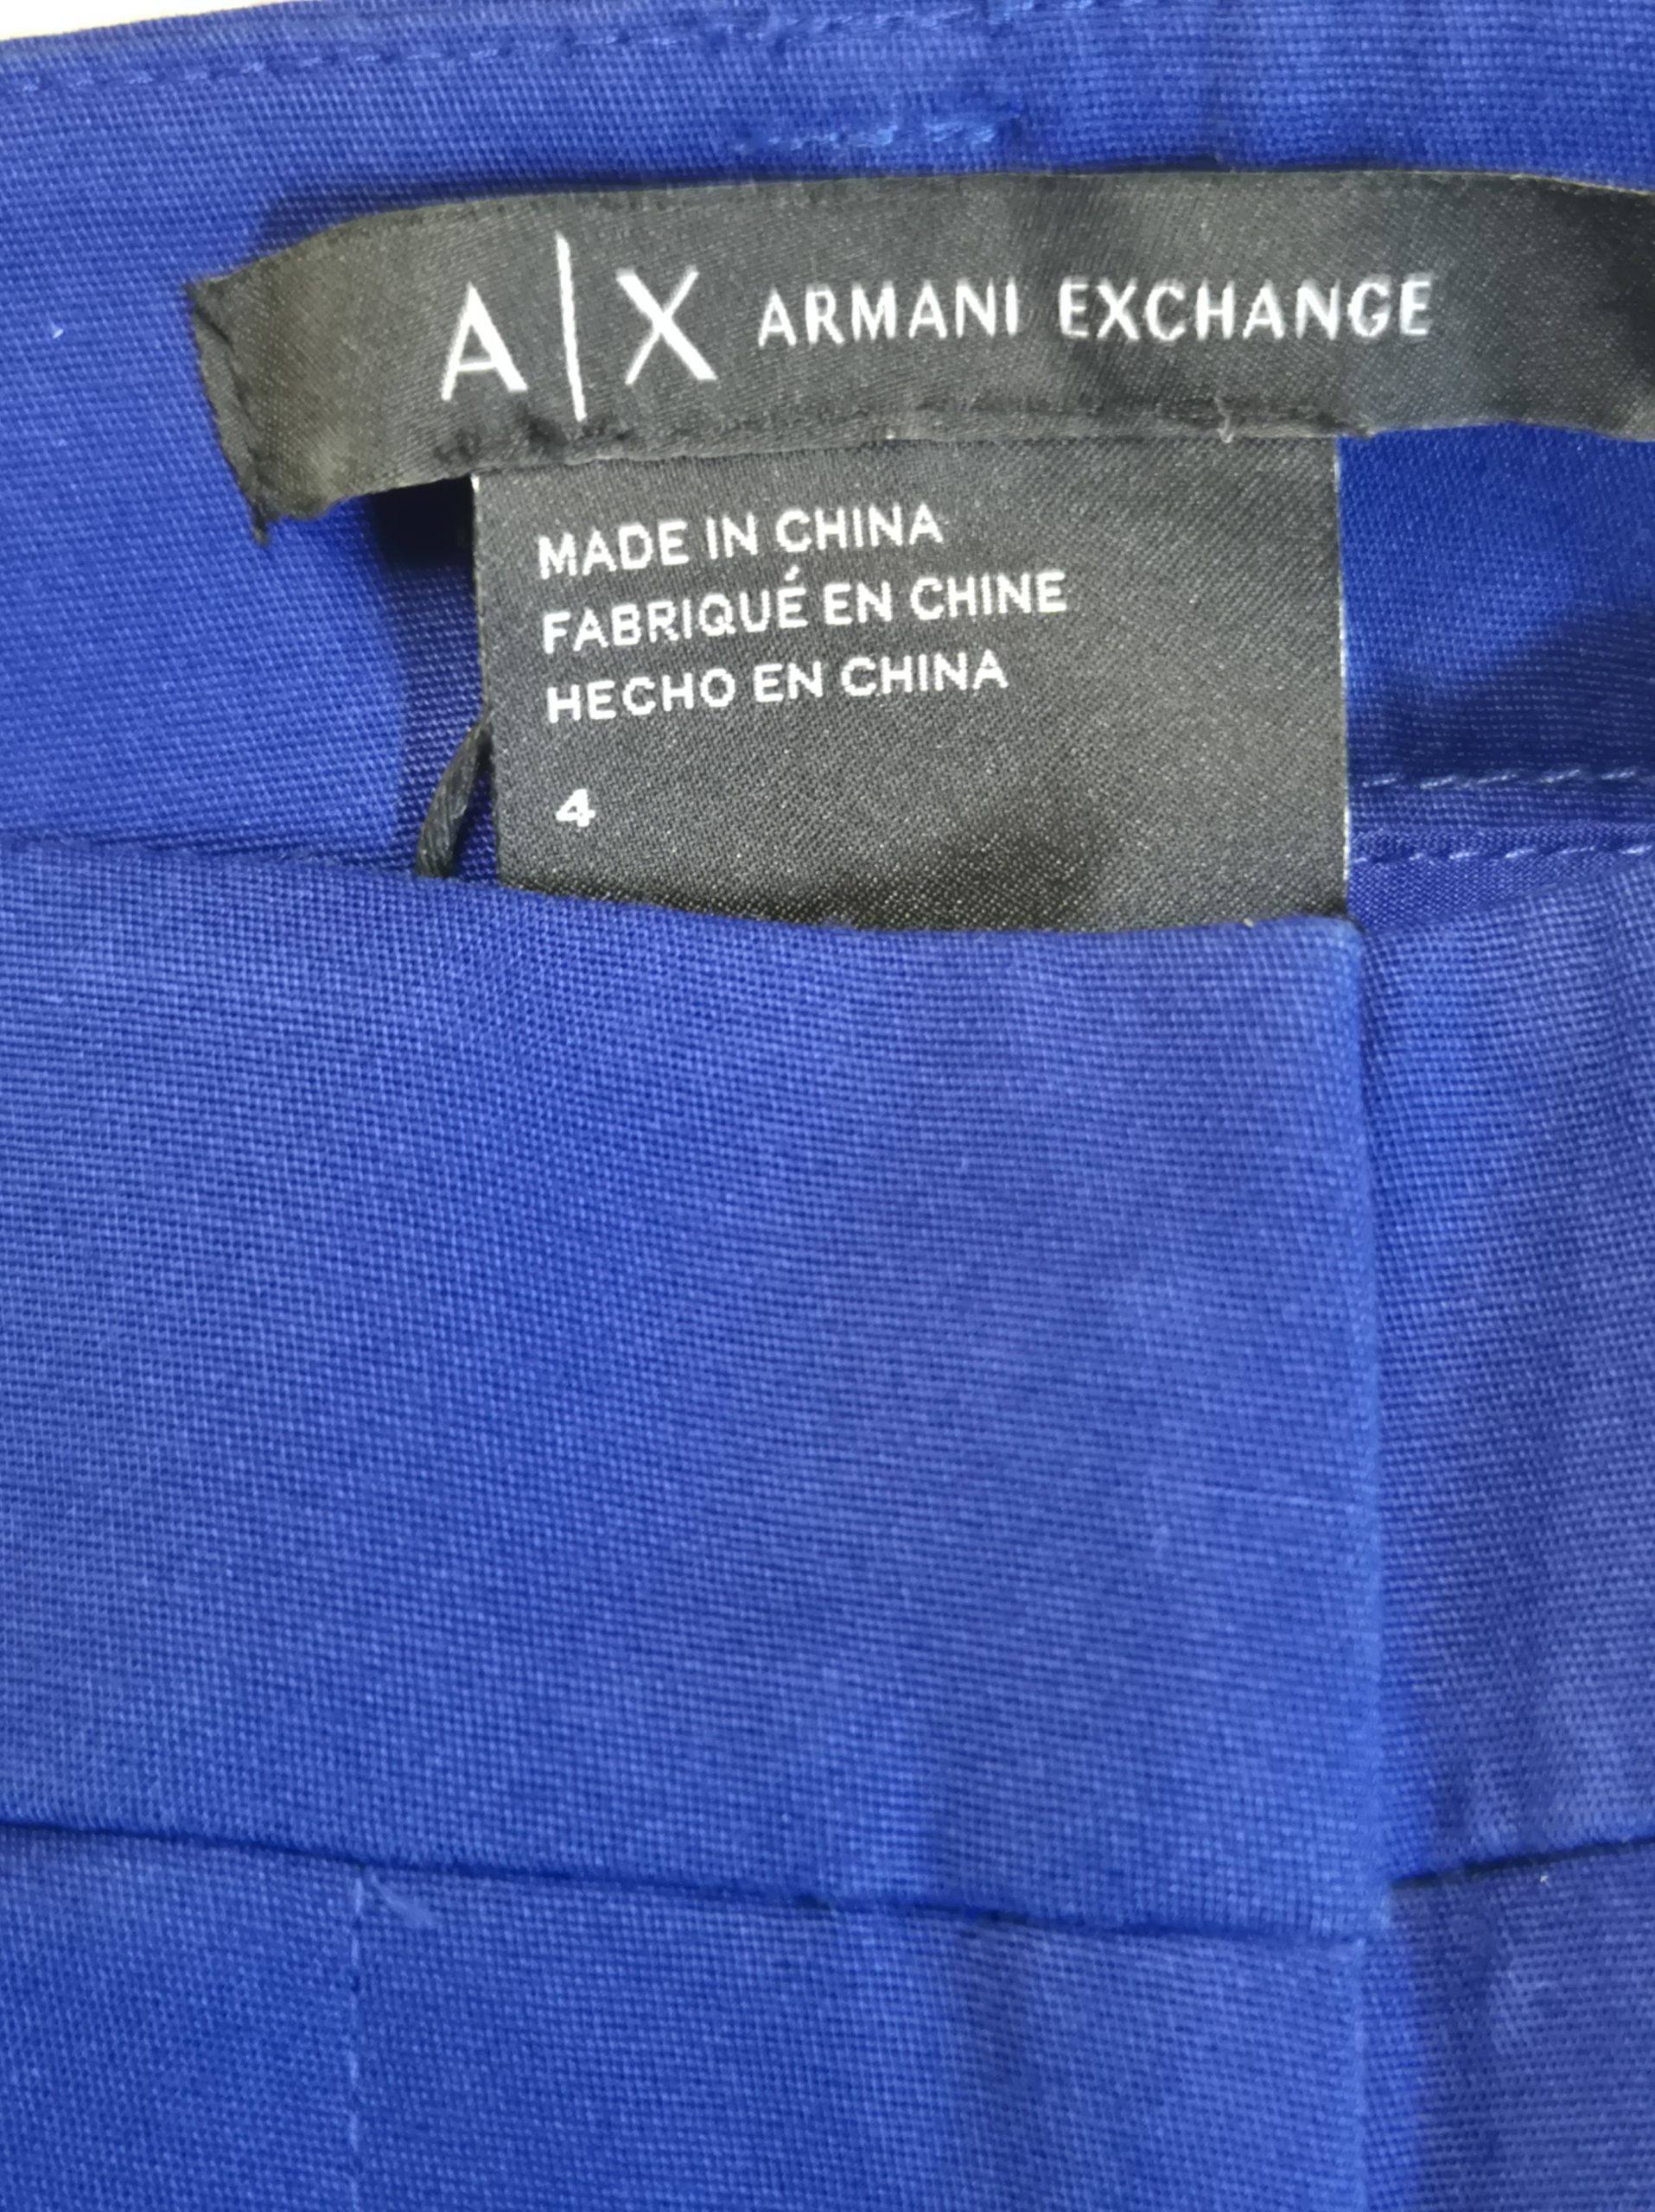 A|X ARMANI EXCHANGE
MADE IN CHINA
FABRIQUÉ EN CHINE
HECHO EN CHINA
4